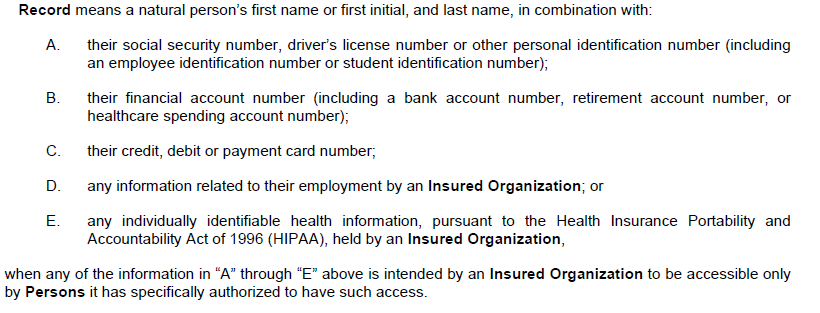 Record means a natural person's first name or first initial, and last name, in combination with:
A. their social security number, driver's license number or other personal identification number (including
an employee identification number or student identification number);
B. their financial account number (including a bank account number, retirement account number, or
healthcare spending account number);
C. their credit, debit or payment card number;
D. any information related to their employment by an Insured Organization; or
E. any individually identifiable health information, pursuant to the Health Insurance Portability and
Accountability Act of 1996 (HIPAA), held by an Insured Organization,
when any of the information in “A” through “E” above is intended by an Insured Organization to be accessible only
by Persons it has specifically authorized to have such access.